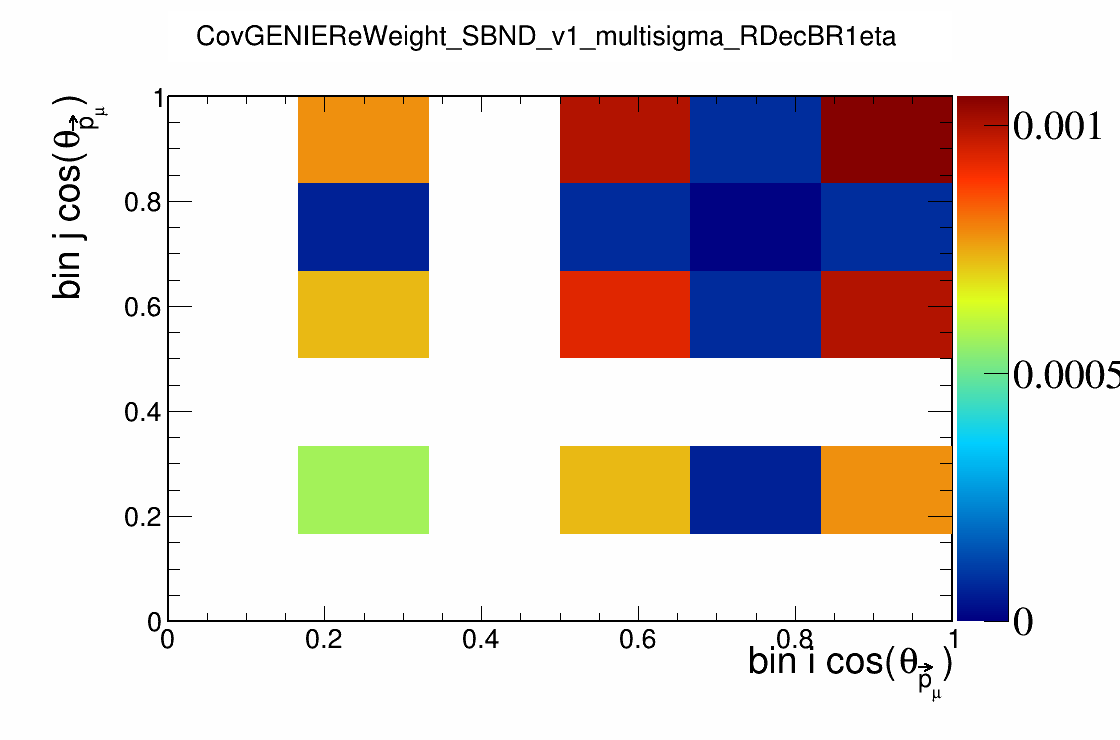 CovGENIEReWeight_SBND_v1_multisigma_RDecBR1eta
bin j cos(θp⃗μ)
1
0.8
0.6
0.4
0.2
0
0 0.2 0.4 0.6 0.8 1
bin i cos(θp⃗μ)
0.001
0.0005
0